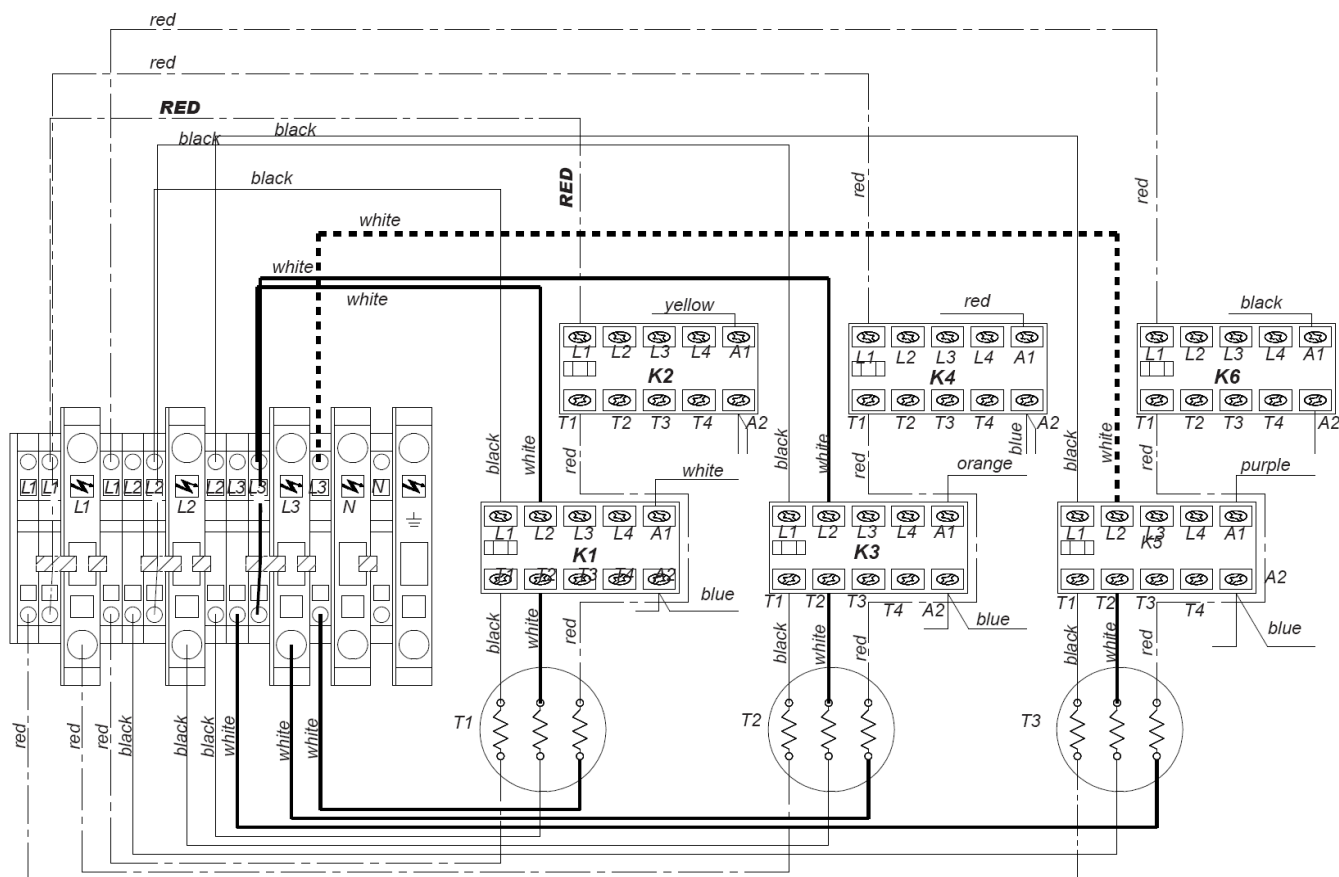 red
red
RED
black
black
black
white
white
white
RED
red
red
yellow
red
black
L1 L2 L3 L4 A1
K2
T1 T2 T3 T4 A2
L1 L2 L3 L4 A1
K4
T1 T2 T3 T4 A2
L1 L2 L3 L4 A1
K6
T1 T2 T3 T4 A2
black white red
black white red
blue
black white red
white
orange
purple
L1 L1 L1 L1 L2 L2 L2 L2 L3 L3 L3 L3 N N
L1 L2 L3 L4 A1
K1
T1 T2 T3 T4 A2
blue
L1 L2 L3 L4 A1
K3
T1 T2 T3 T4 A2
blue
L1 L2 L3 L4 A1
K5
T1 T2 T3 T4 A2
blue
black white red
black white red
black white red
T1
T2
T3
red red red black black black white white white